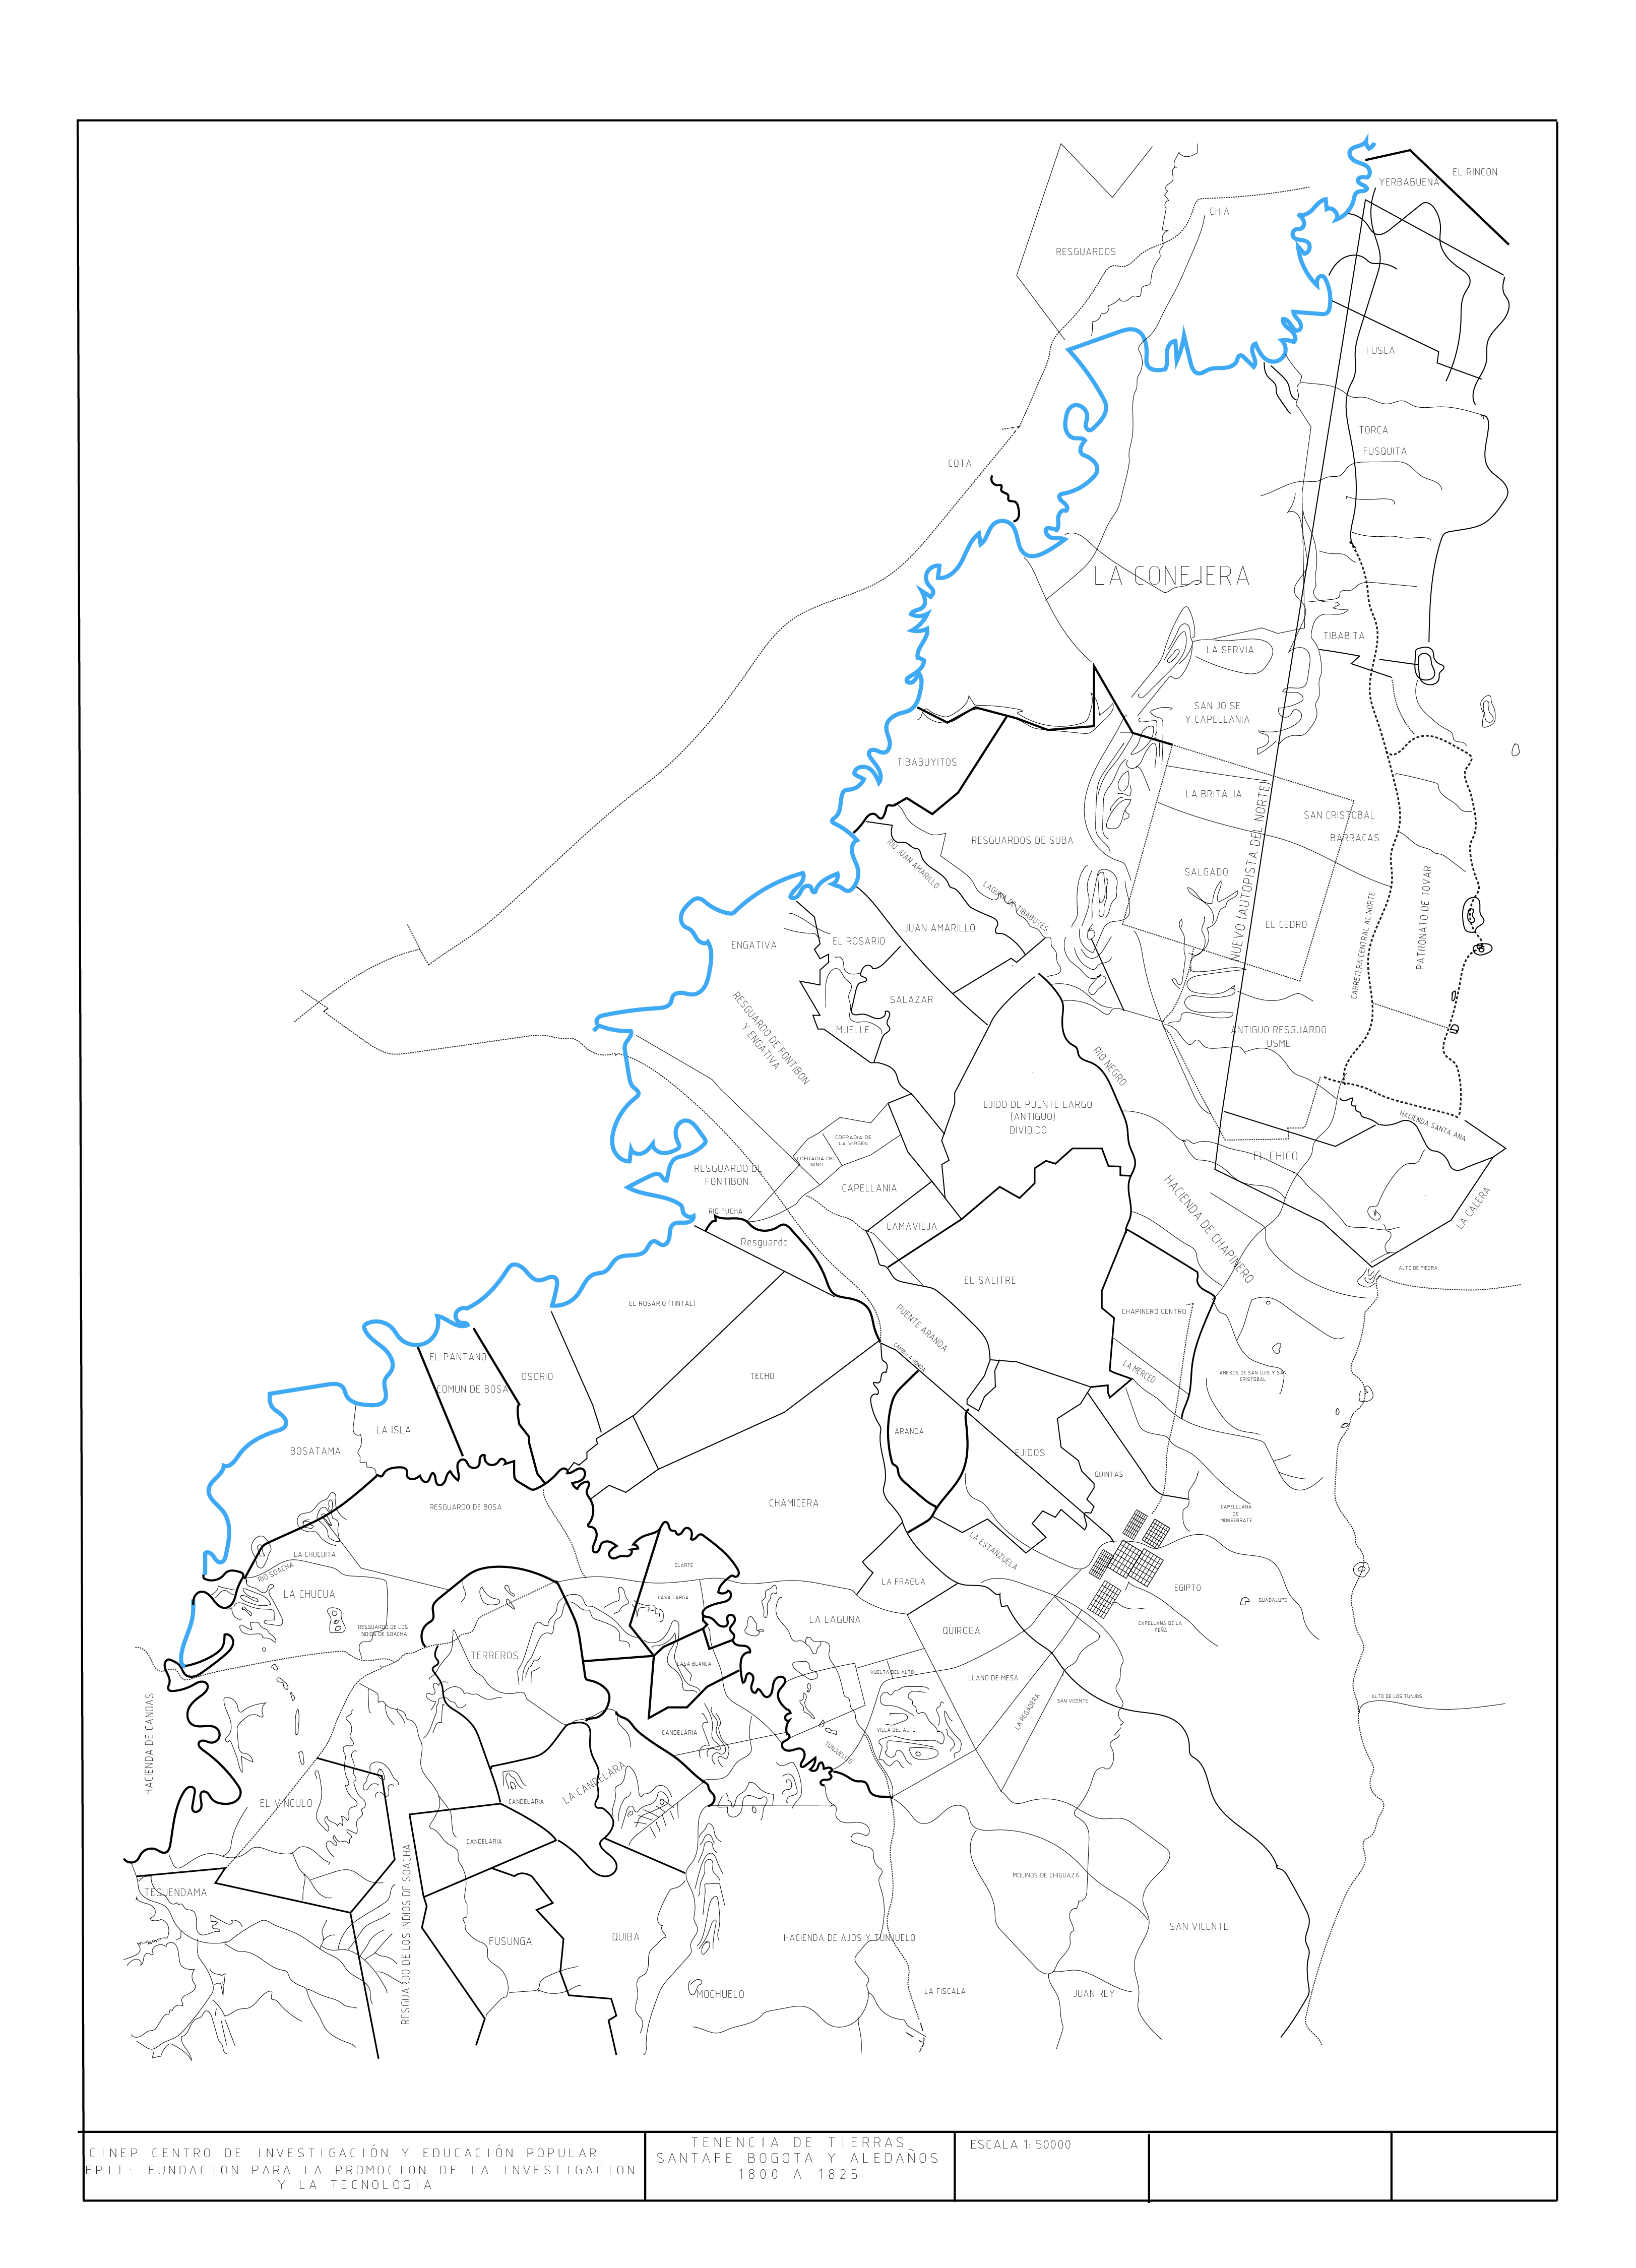 EL RINCON
YERBABUENA
CHIA
RESGUARDOS
FUSCA
TORCA
FUSQUITA
COTA
LA CONEJERA
TIBABITA
LA SERVIA
SAN JO SE
Y CAPELLANIA
TIBABUYITOS
LA BRITALIA
NUEVO (AUTOPISTA DEL NORTE)
SAN CRISTOBAL
BARRACAS
RESGUARDOS DE SUBA
RIO JUAN AMARILLO
LAGUNA DE TIBABUYES
SALGADO
PATRONATO DE TOVAR
CARRETERA CENTRAL AL NORTE
EL CEDRO
JUAN AMARILLO
EL ROSARIO
ENGATIVA
SALAZAR
MUELLE
RESGUARDO DE FONTIBON
Y ENGATIVA
ANTIGUO RESGUARDO
USME
RIO NEGRO
EJIDO DE PUENTE LARGO
(ANTIGUO)
DIVIDIDO
HACIENDA SANTA ANA
COFRADIA DE
LA VIRGEN
COFRADIA DEL
NIÑO
EL CHICO
RESGUARDO DE
FONTIBON
CAPELLANIA
HACIENDA DE CHAPINERO
LA CALERA
RIO FUCHA
CAMAVIEJA
Resguardo
ALTO DE PIEDRA
EL SALITRE
EL ROSARIO (TINTAL)
CHAPINERO CENTRO
PUENTE ARANDA
CAMINO A HONDA
EL PANTANO
OSORIO
TECHO
LA MERCED
ANEXOS DE SAN LUIS Y SAN
CRISTOBAL
COMUN DE BOSA
LA ISLA
ARANDA
BOSATAMA
EJIDOS
QUINTAS
RESGUARDO DE BOSA
CHAMICERA
CAPELLLANA
DE
MONSERRATE
LA CHUCUITA
LA ESTANZUELA
RIO SOACHA
OLARTE
LA CHUCUA
LA FRAGUA
EGIPTO
CASA LARGA
GUADALUPE
LA LAGUNA
RESGUARDO DE LOS
INDIOS DE SOACHA
CAPELLANA DE LA
PEÑA
QUIROGA
TERREROS
CASA BLANCA
VUELTA DEL ALTO
LLANO DE MESA
ALTO DE LOS TUNJOS
HACIENDA DE CANOAS
LA REGADERA
SAN VICENTE
CANDELARIA
VILLA DEL ALTO
TUNJUELITO
LA CANDELARA
EL VINCULO
CANDELARIA
CANDELARIA
RESGUARDO DE LOS INDIOS DE SOACHA
MOLINOS DE CHIGUAZA
TEQUENDAMA
SAN VICENTE
FUSUNGA
QUIBA
HACIENDA DE AJOS Y TUNJUELO
MOCHUELO
LA FISCALA
JUAN REY
CINEP CENTRO DE INVESTIGACIÓN Y EDUCACIÓN POPULAR
FPIT: FUNDACION PARA LA PROMOCION DE LA INVESTIGACION
Y LA TECNOLOGIA
TENENCIA DE TIERRAS
SANTAFE BOGOTA Y ALEDAÑOS
1800 A 1825
ESCALA 1: 50000